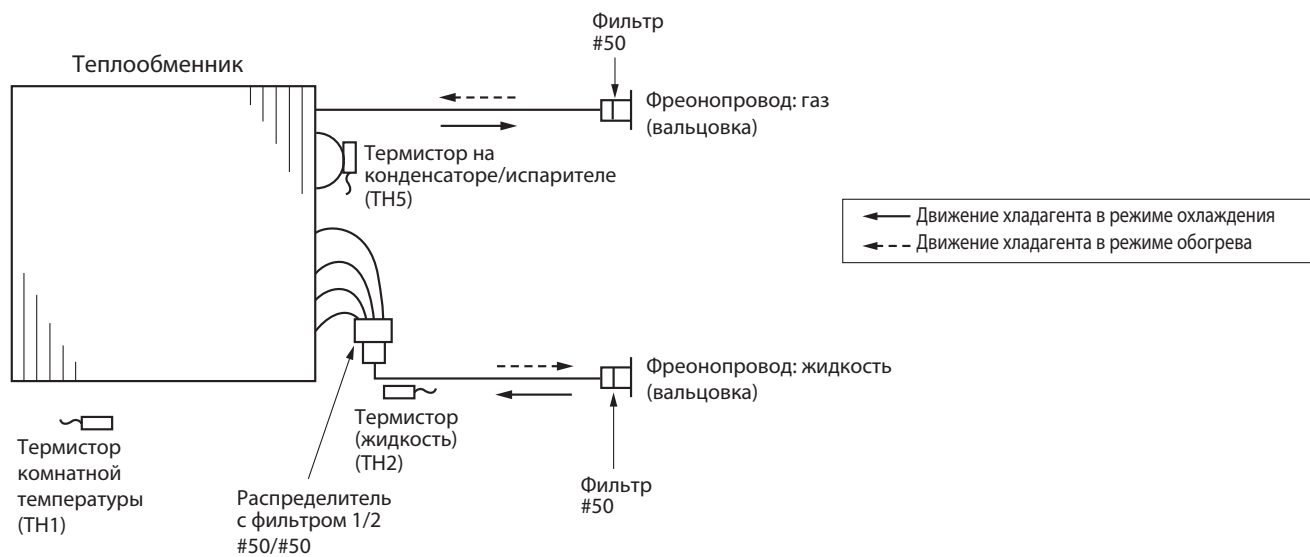 Фильтр
#50
Теплообменник
Фреонопровод: газ
(вальцовка)
Термистор на
конденсаторе/испарителе
(TH5)
Движение хладагента в режиме охлаждения
Движение хладагента в режиме обогрева
Фреонопровод: жидкость
(вальцовка)
Термистор
(жидкость)
(TH2)
Термистор
комнатной
температуры
(TH1)
Распределитель
с фильтром 1/2
#50/#50
Фильтр
#50